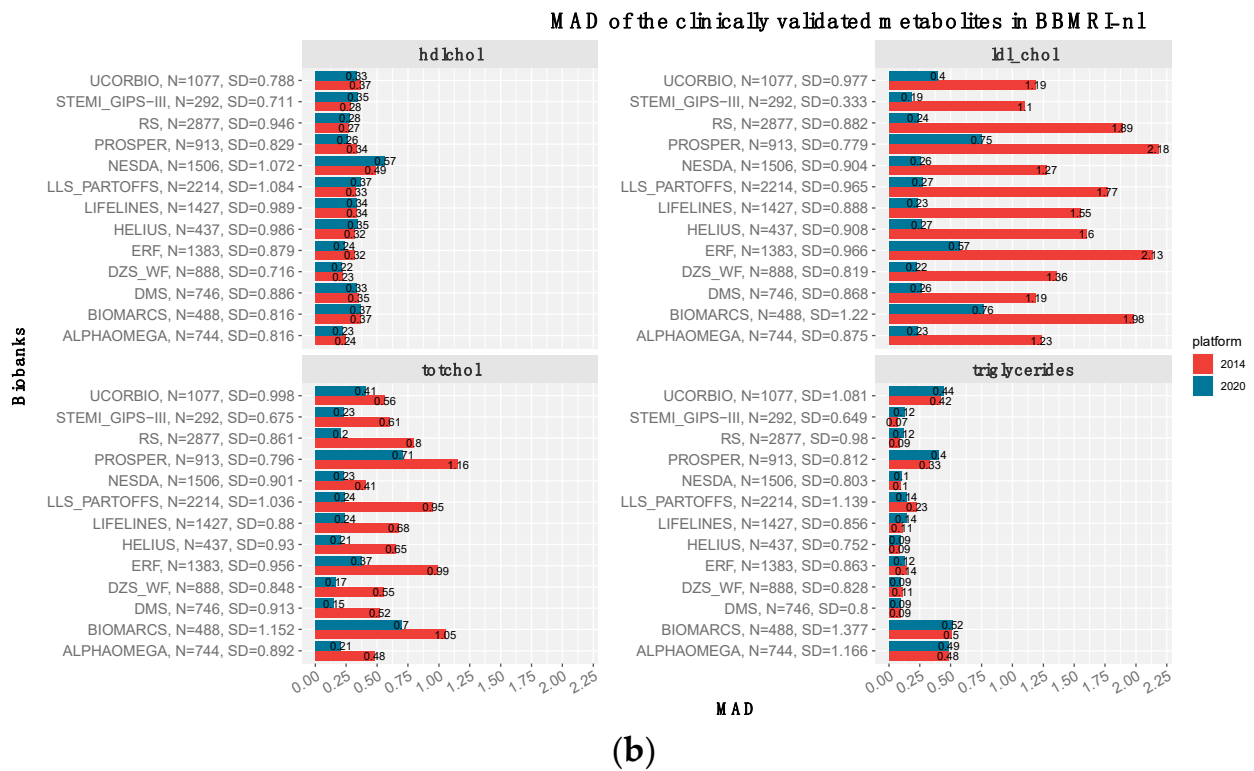 MAD of the clinically validated metabolites in BBMRI-nl
hdlchol
UCORBIO, N=1077, SD=0.788
0.33
0.37
STEMI_GIPS-III, N=292, SD=0.711
0.35
0.28
RS, N=2877, SD=0.946
0.28
0.27
PROSPER, N=913, SD=0.829
0.26
0.34
NESDA, N=1506, SD=1.072
0.57
0.49
LLS_PARTOFFS, N=2214, SD=1.084
0.37
0.33
LIFELINES, N=1427, SD=0.989
0.34
0.34
HELIUS, N=437, SD=0.986
0.35
0.32
ERF, N=1383, SD=0.879
0.24
0.32
DZS_WF, N=888, SD=0.716
0.22
0.23
DMS, N=746, SD=0.886
0.33
0.35
BIOMARCS, N=488, SD=0.816
0.37
0.37
ALPHAOMEGA, N=744, SD=0.816
0.23
0.24
ldl_chol
UCORBIO, N=1077, SD=0.977
0.4
1.19
STEMI_GIPS-III, N=292, SD=0.333
0.19
1.1
RS, N=2877, SD=0.882
0.24
1.89
PROSPER, N=913, SD=0.779
0.75
2.18
NESDA, N=1506, SD=0.904
0.26
1.27
LLS_PARTOFFS, N=2214, SD=0.965
0.27
1.77
LIFELINES, N=1427, SD=0.888
0.23
1.55
HELIUS, N=437, SD=0.908
0.27
1.6
ERF, N=1383, SD=0.966
0.57
2.13
DZS_WF, N=888, SD=0.819
0.22
1.36
DMS, N=746, SD=0.868
0.26
1.19
BIOMARCS, N=488, SD=1.22
0.76
1.98
ALPHAOMEGA, N=744, SD=0.875
0.23
1.23
Biobanks
totchol
UCORBIO, N=1077, SD=0.998
0.41
0.56
STEMI_GIPS-III, N=292, SD=0.675
0.23
0.61
RS, N=2877, SD=0.861
0.2
0.8
PROSPER, N=913, SD=0.796
0.71
1.16
NESDA, N=1506, SD=0.901
0.23
0.41
LLS_PARTOFFS, N=2214, SD=1.036
0.24
0.95
LIFELINES, N=1427, SD=0.88
0.24
0.68
HELIUS, N=437, SD=0.93
0.21
0.65
ERF, N=1383, SD=0.956
0.37
0.99
DZS_WF, N=888, SD=0.848
0.17
0.55
DMS, N=746, SD=0.913
0.15
0.52
BIOMARCS, N=488, SD=1.152
0.7
1.05
ALPHAOMEGA, N=744, SD=0.892
0.21
0.48
0.00 0.25 0.50 0.75 1.00 1.25 1.50 1.75 2.00 2.25
triglycerides
UCORBIO, N=1077, SD=1.081
0.44
0.42
STEMI_GIPS-III, N=292, SD=0.649
0.12
0.07
RS, N=2877, SD=0.98
0.12
0.09
PROSPER, N=913, SD=0.812
0.4
0.33
NESDA, N=1506, SD=0.803
0.1
0.1
LLS_PARTOFFS, N=2214, SD=1.139
0.14
0.23
LIFELINES, N=1427, SD=0.856
0.14
0.11
HELIUS, N=437, SD=0.752
0.09
0.09
ERF, N=1383, SD=0.863
0.12
0.14
DZS_WF, N=888, SD=0.828
0.09
0.11
DMS, N=746, SD=0.8
0.09
0.09
BIOMARCS, N=488, SD=1.377
0.52
0.5
ALPHAOMEGA, N=744, SD=1.166
0.49
0.48
0.00 0.25 0.50 0.75 1.00 1.25 1.50 1.75 2.00 2.25
MAD
platform
2014
2020
(b)